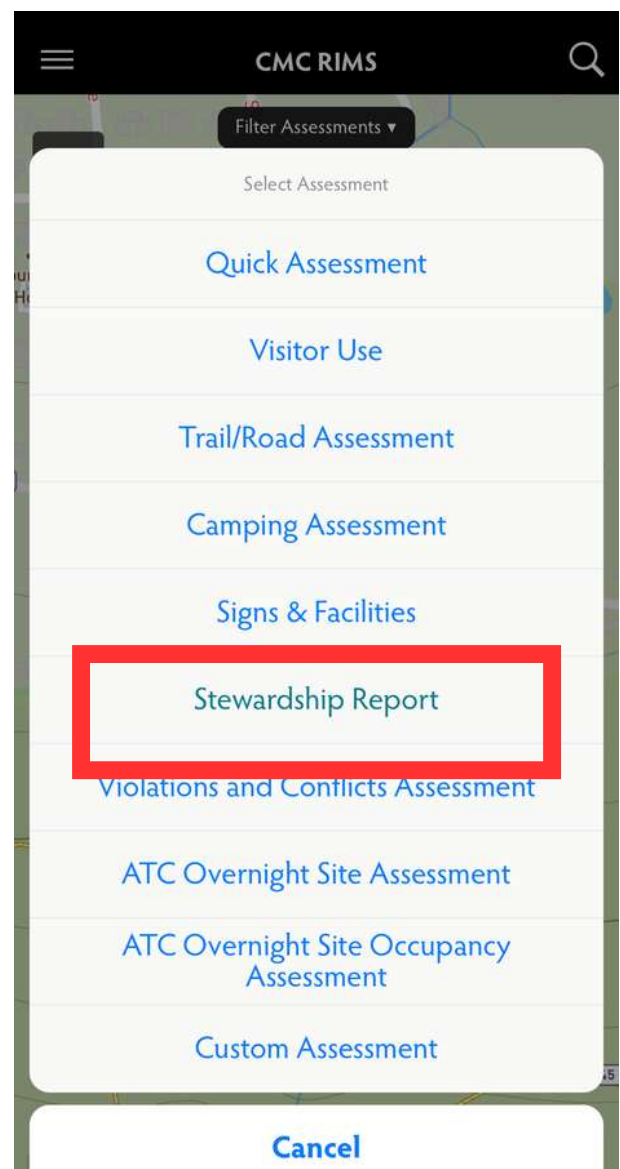 CMC RIMS
Filter Assessments ▾
Select Assessment
Quick Assessment
Visitor Use
Trail/Road Assessment
Camping Assessment
Signs & Facilities
Stewardship Report
Violations and Conflicts Assessment
ATC Overnight Site Assessment
ATC Overnight Site Occupancy
Assessment
Custom Assessment
Cancel